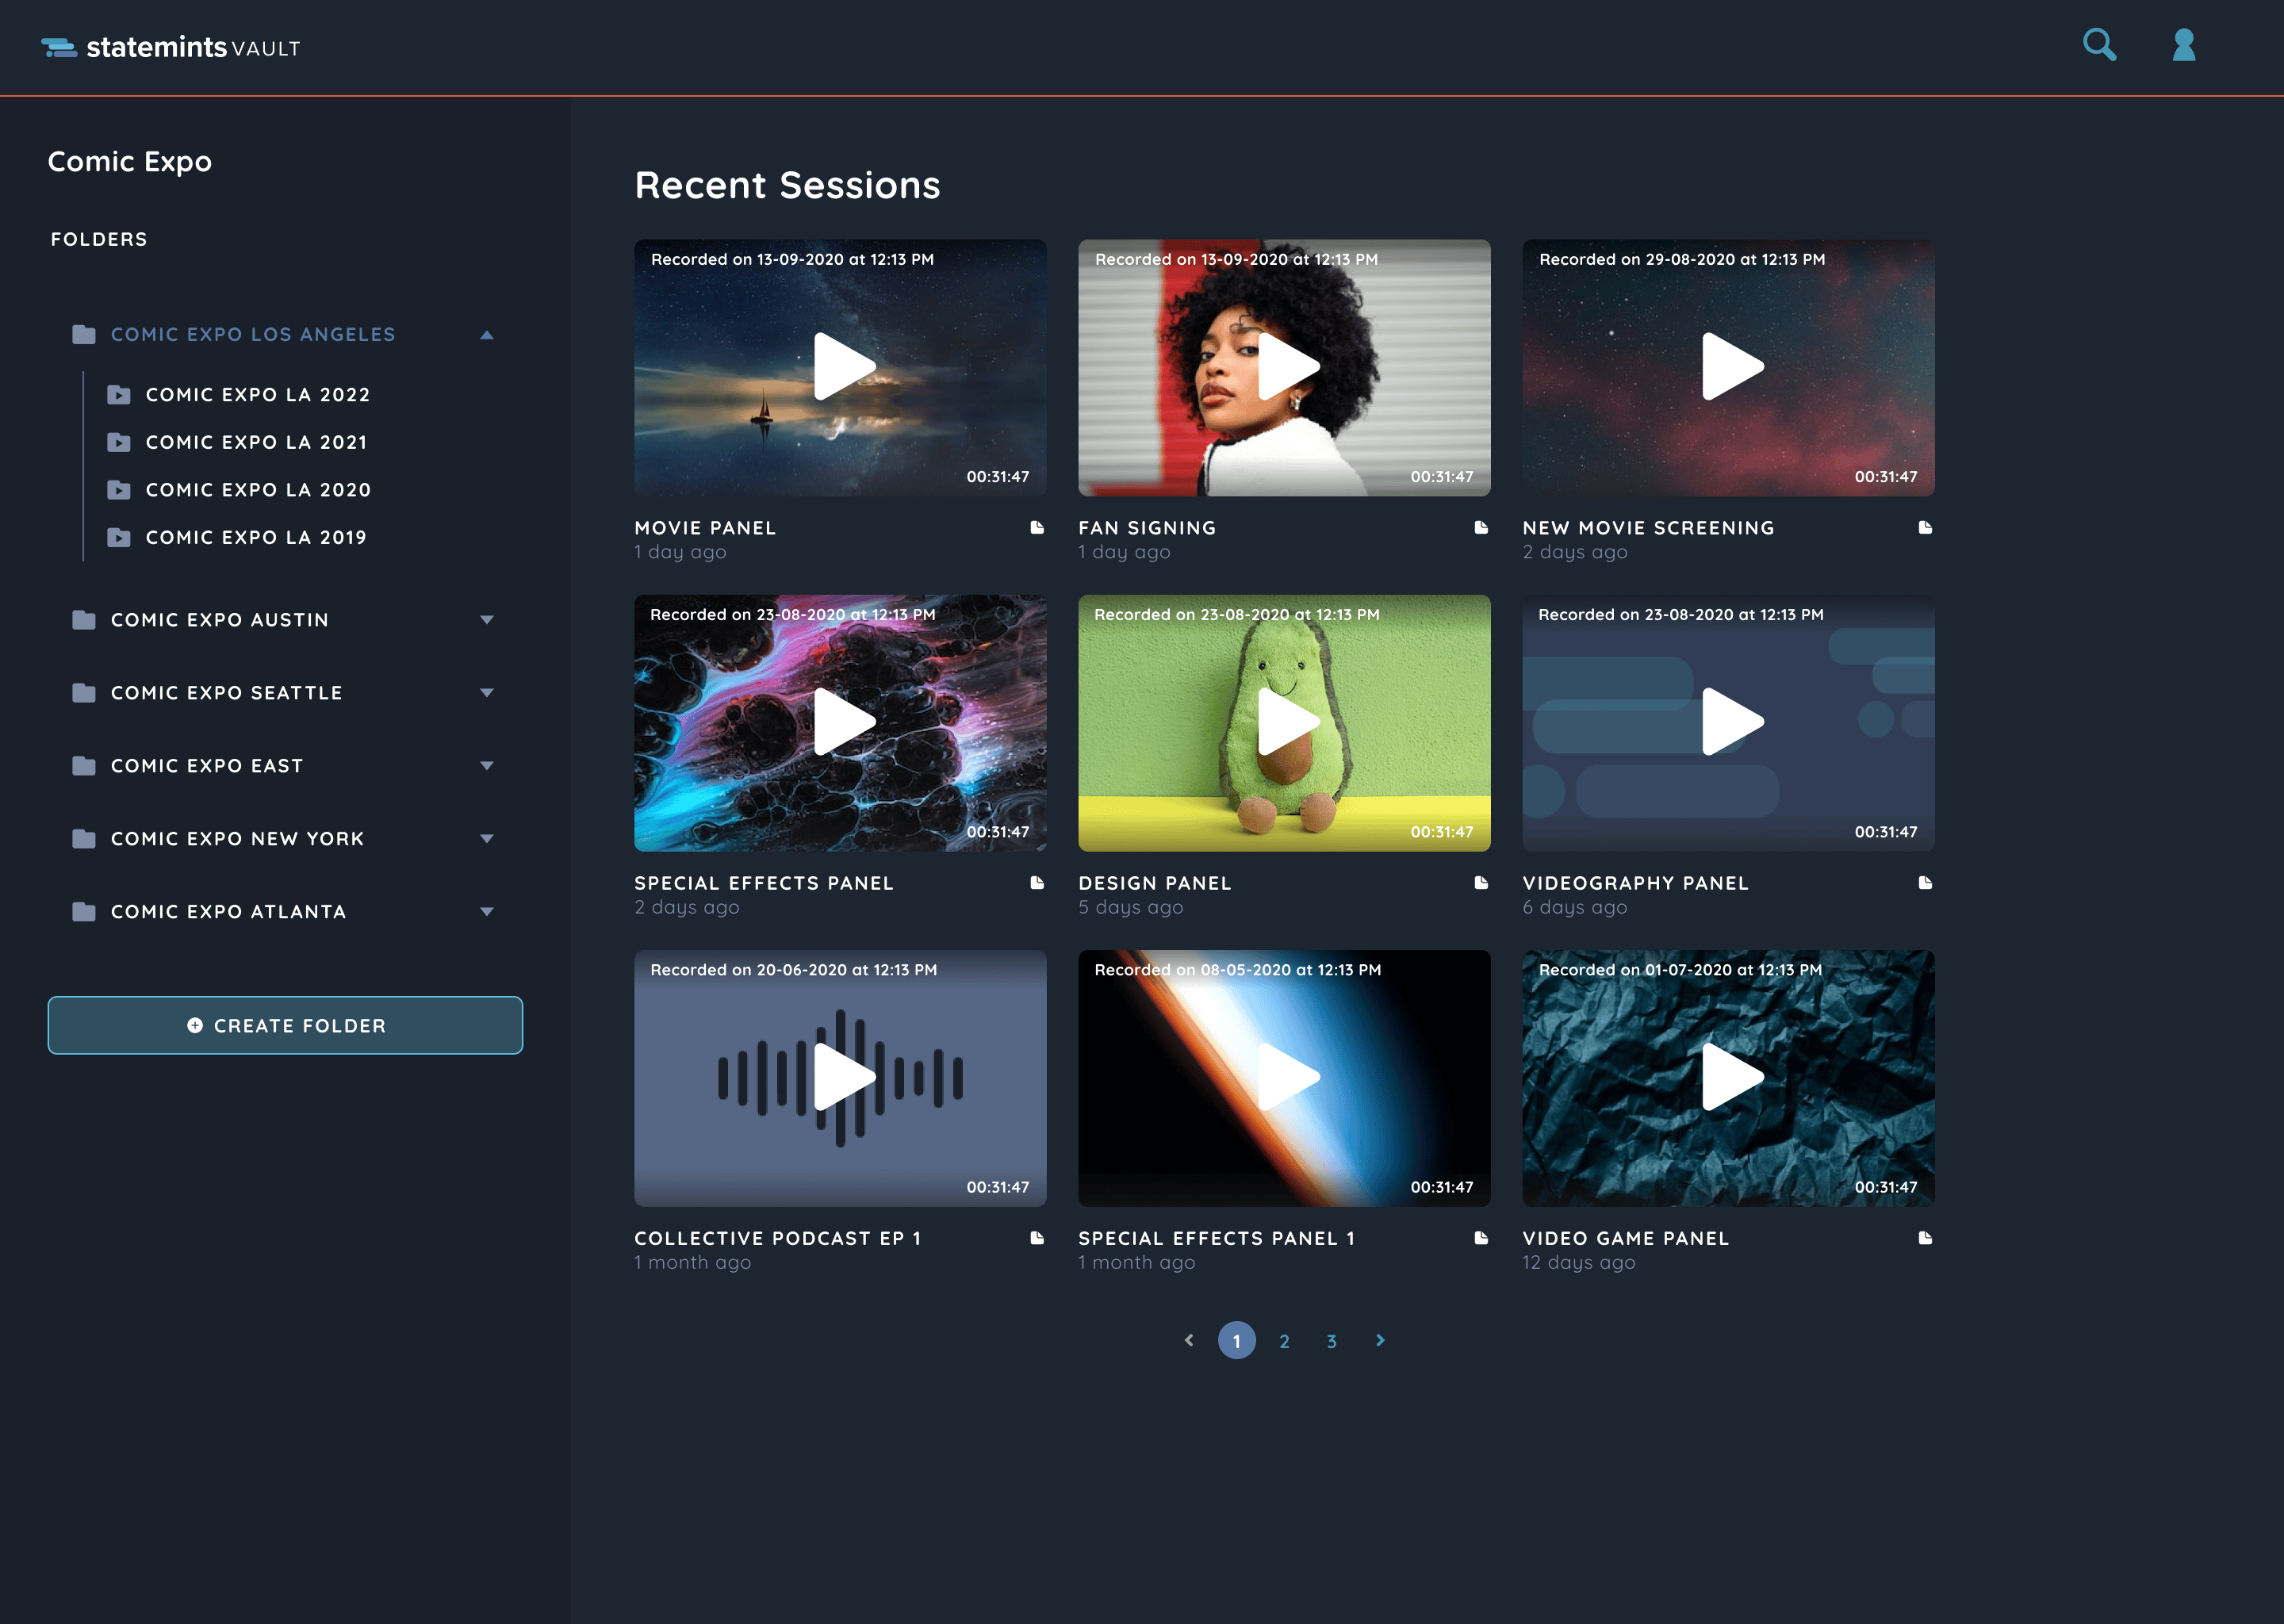 statemints VAULT
Comic Expo
FOLDERS
COMIC EXPO LOS ANGELES
COMIC EXPO LA 2022
COMIC EXPO LA 2021
COMIC EXPO LA 2020
COMIC EXPO LA 2019
COMIC EXPO AUSTIN
COMIC EXPO SEATTLE
COMIC EXPO EAST
COMIC EXPO NEW YORK
COMIC EXPO ATLANTA
CREATE FOLDER
Recent Sessions
Recorded on 13-09-2020 at 12:13 PM
00:31:47
MOVIE PANEL
1 day ago
Recorded on 13-09-2020 at 12:13 PM
00:31:47
FAN SIGNING
1 day ago
Recorded on 29-08-2020 at 12:13 PM
00:31:47
NEW MOVIE SCREENING
2 days ago
Recorded on 23-08-2020 at 12:13 PM
00:31:47
SPECIAL EFFECTS PANEL
2 days ago
Recorded on 23-08-2020 at 12:13 PM
00:31:47
DESIGN PANEL
5 days ago
Recorded on 23-08-2020 at 12:13 PM
00:31:47
VIDEOGRAPHY PANEL
6 days ago
Recorded on 20-06-2020 at 12:13 PM
00:31:47
COLLECTIVE PODCAST EP 1
1 month ago
Recorded on 08-05-2020 at 12:13 PM
00:31:47
SPECIAL EFFECTS PANEL 1
1 month ago
Recorded on 01-07-2020 at 12:13 PM
00:31:47
VIDEO GAME PANEL
12 days ago
1 2 3